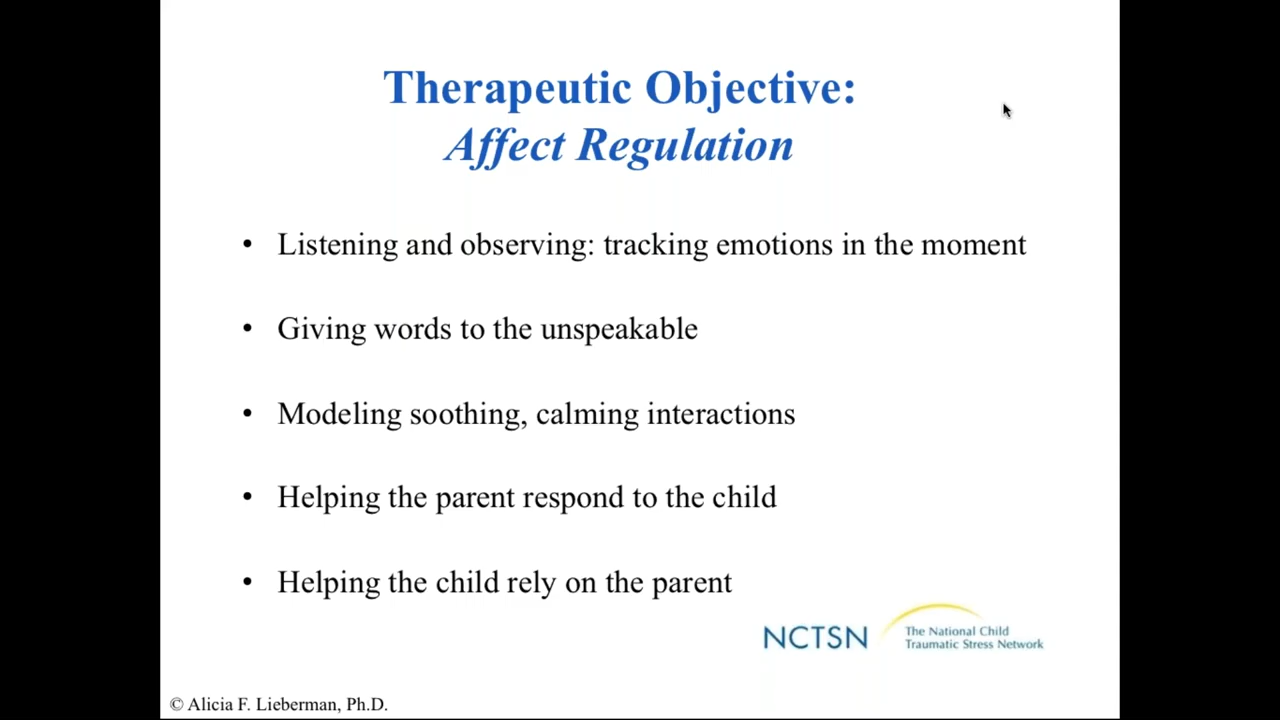 Therapeutic Objective:
Affect Regulation
• Listening and observing: tracking emotions in the moment
• Giving words to the unspeakable
• Modeling soothing, calming interactions
• Helping the parent respond to the child
• Helping the child rely on the parent
NCTSN
The National Child
Traumatic Stress Network
© Alicia F. Lieberman, Ph.D.